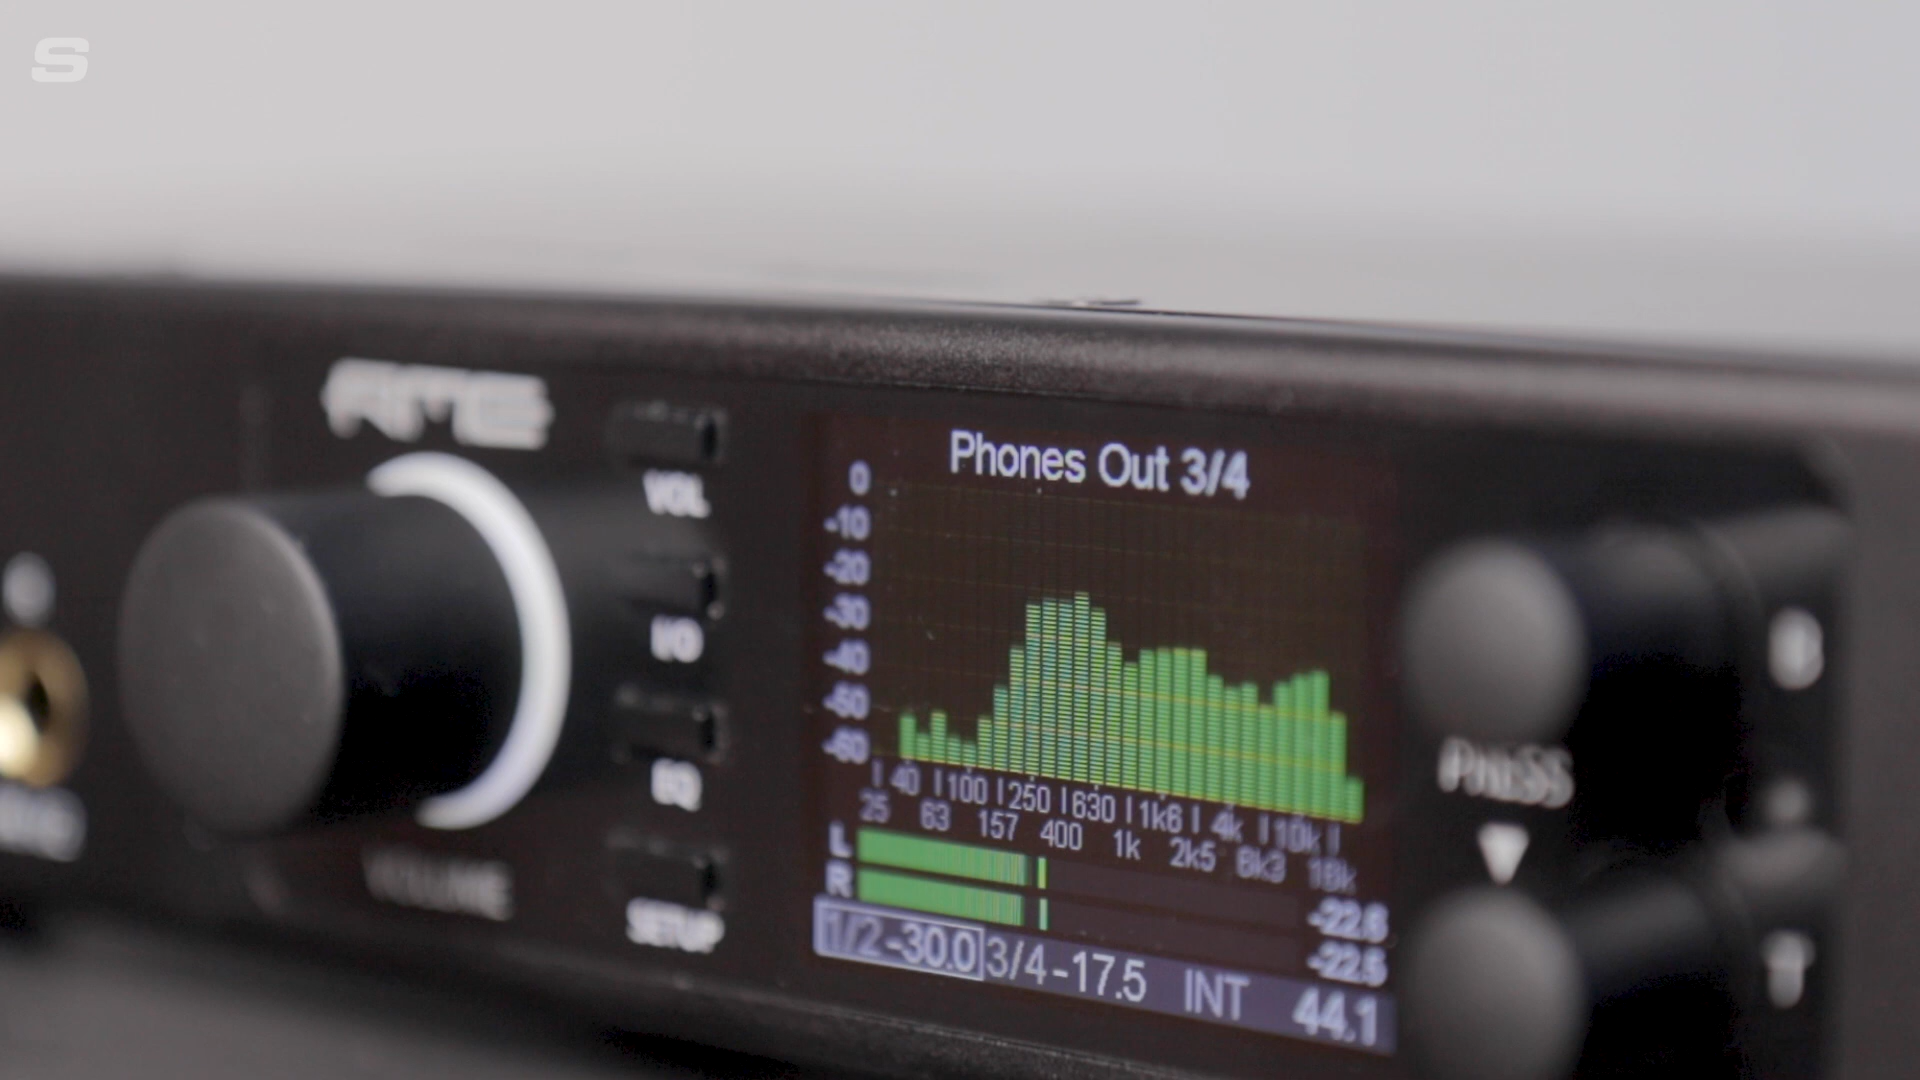 S
RME
VOL
I/O
EQ
SETUP
VOLUME
Phones Out 3/4
0
-10
-20
-30
-40
-50
-60
40 100 250 630 1k6 4k 10k
25 63 157 400 1k 2k5 6k3 16k
L
R
-22.6
-22.5
1/2 -30.0 3/4 -17.5 INT 44.1
PRESS
B
T